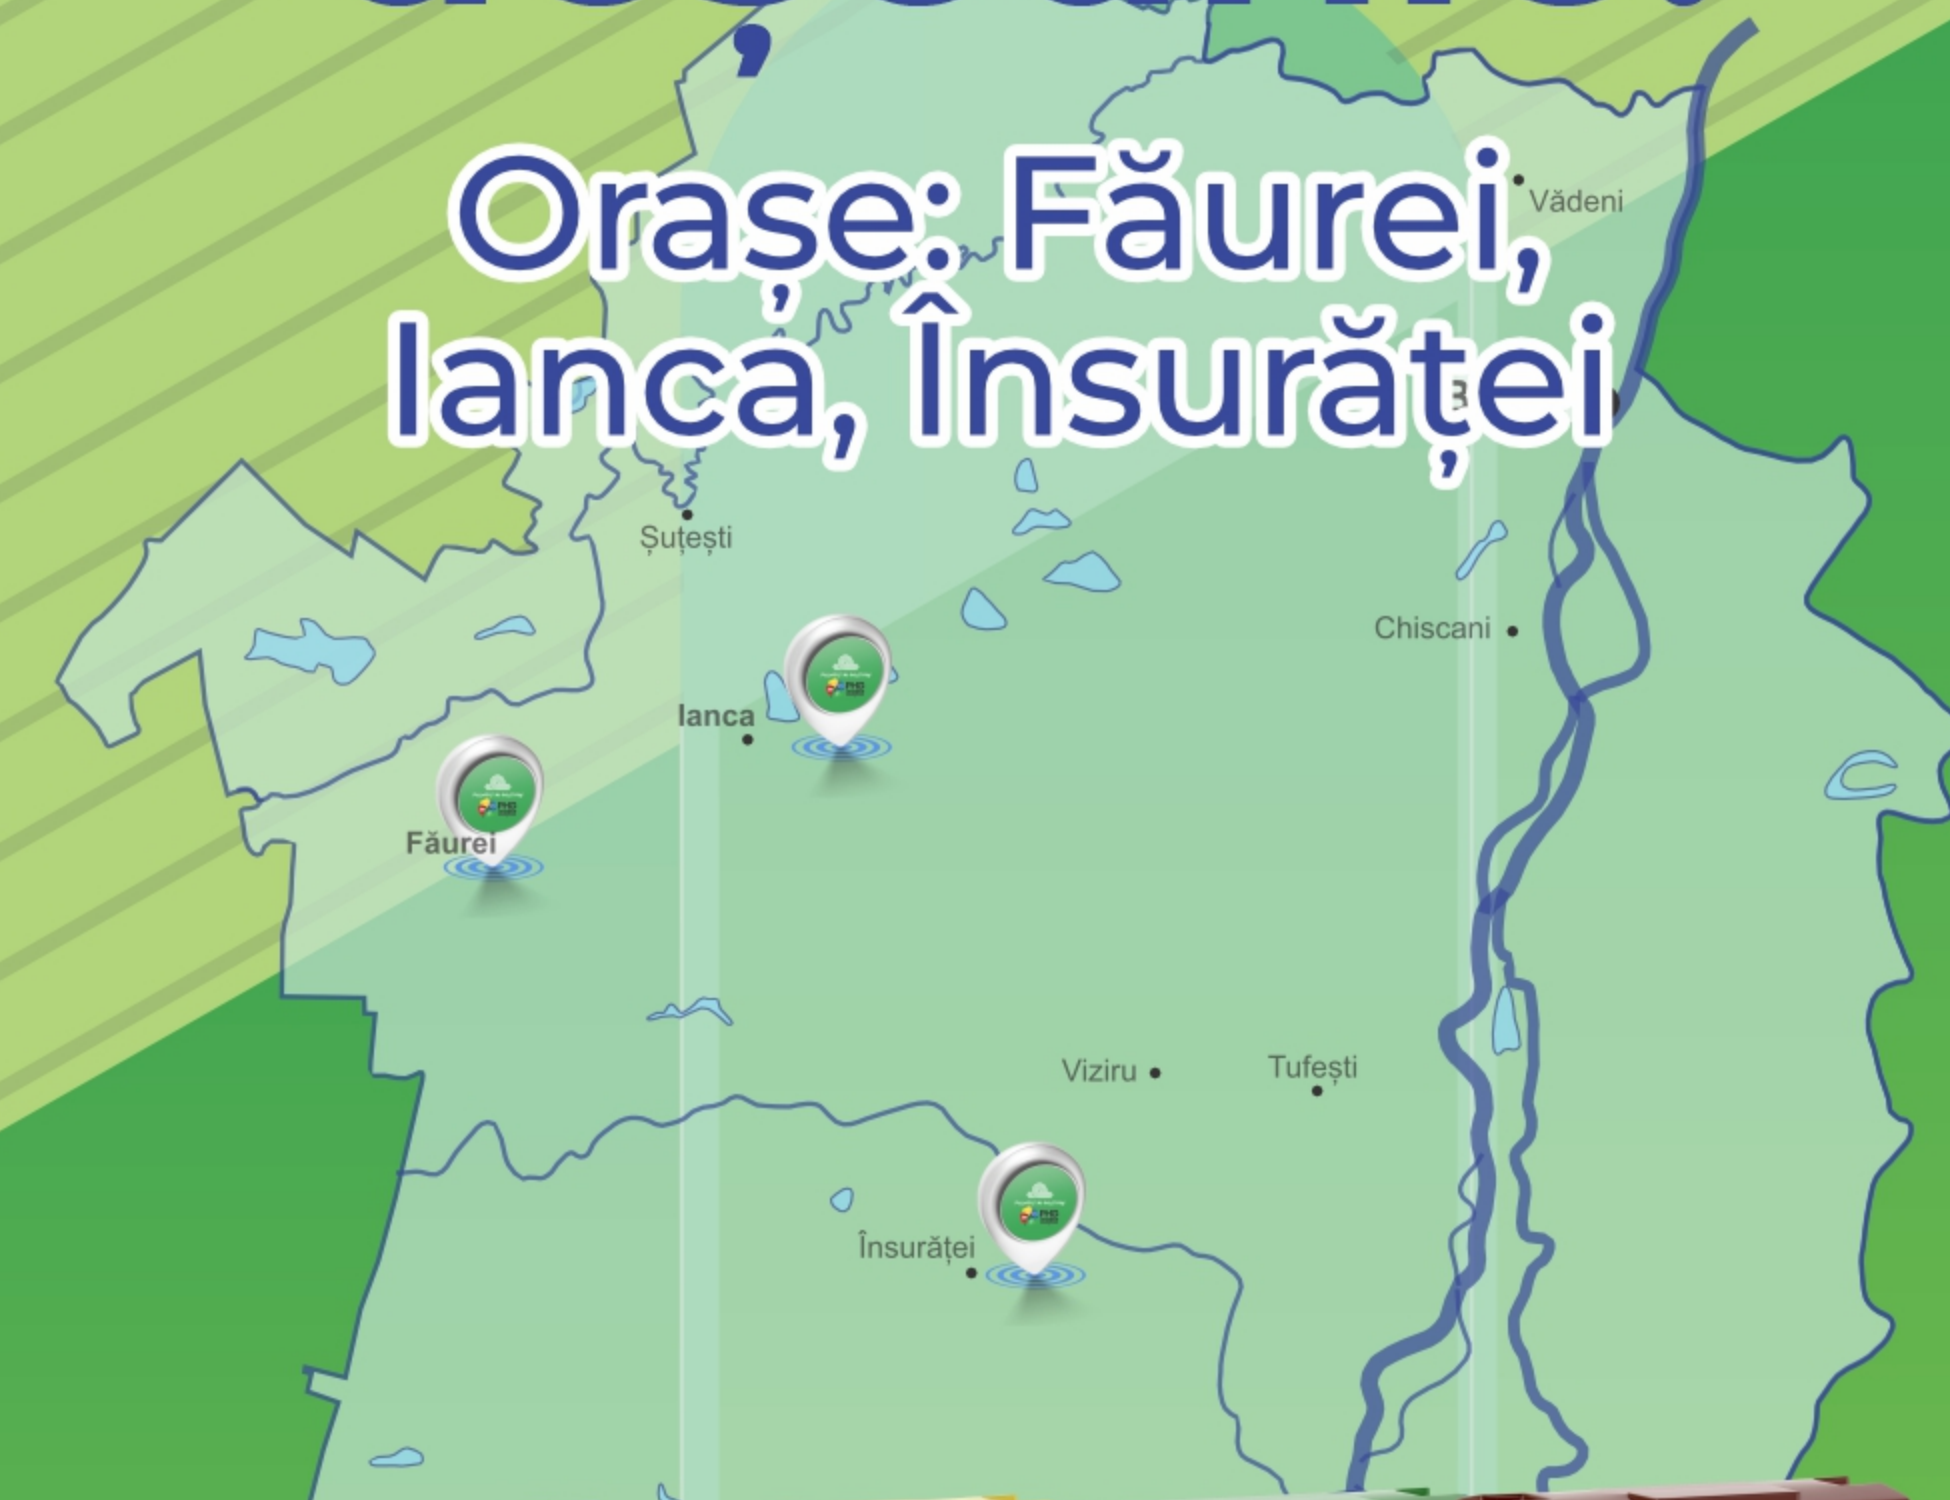 Orașe: Făurei,
Ianca, Însurăței
Vădeni
Șuțești
Chiscani
Ianca
Făurei
Viziru
Tufești
Însurăței